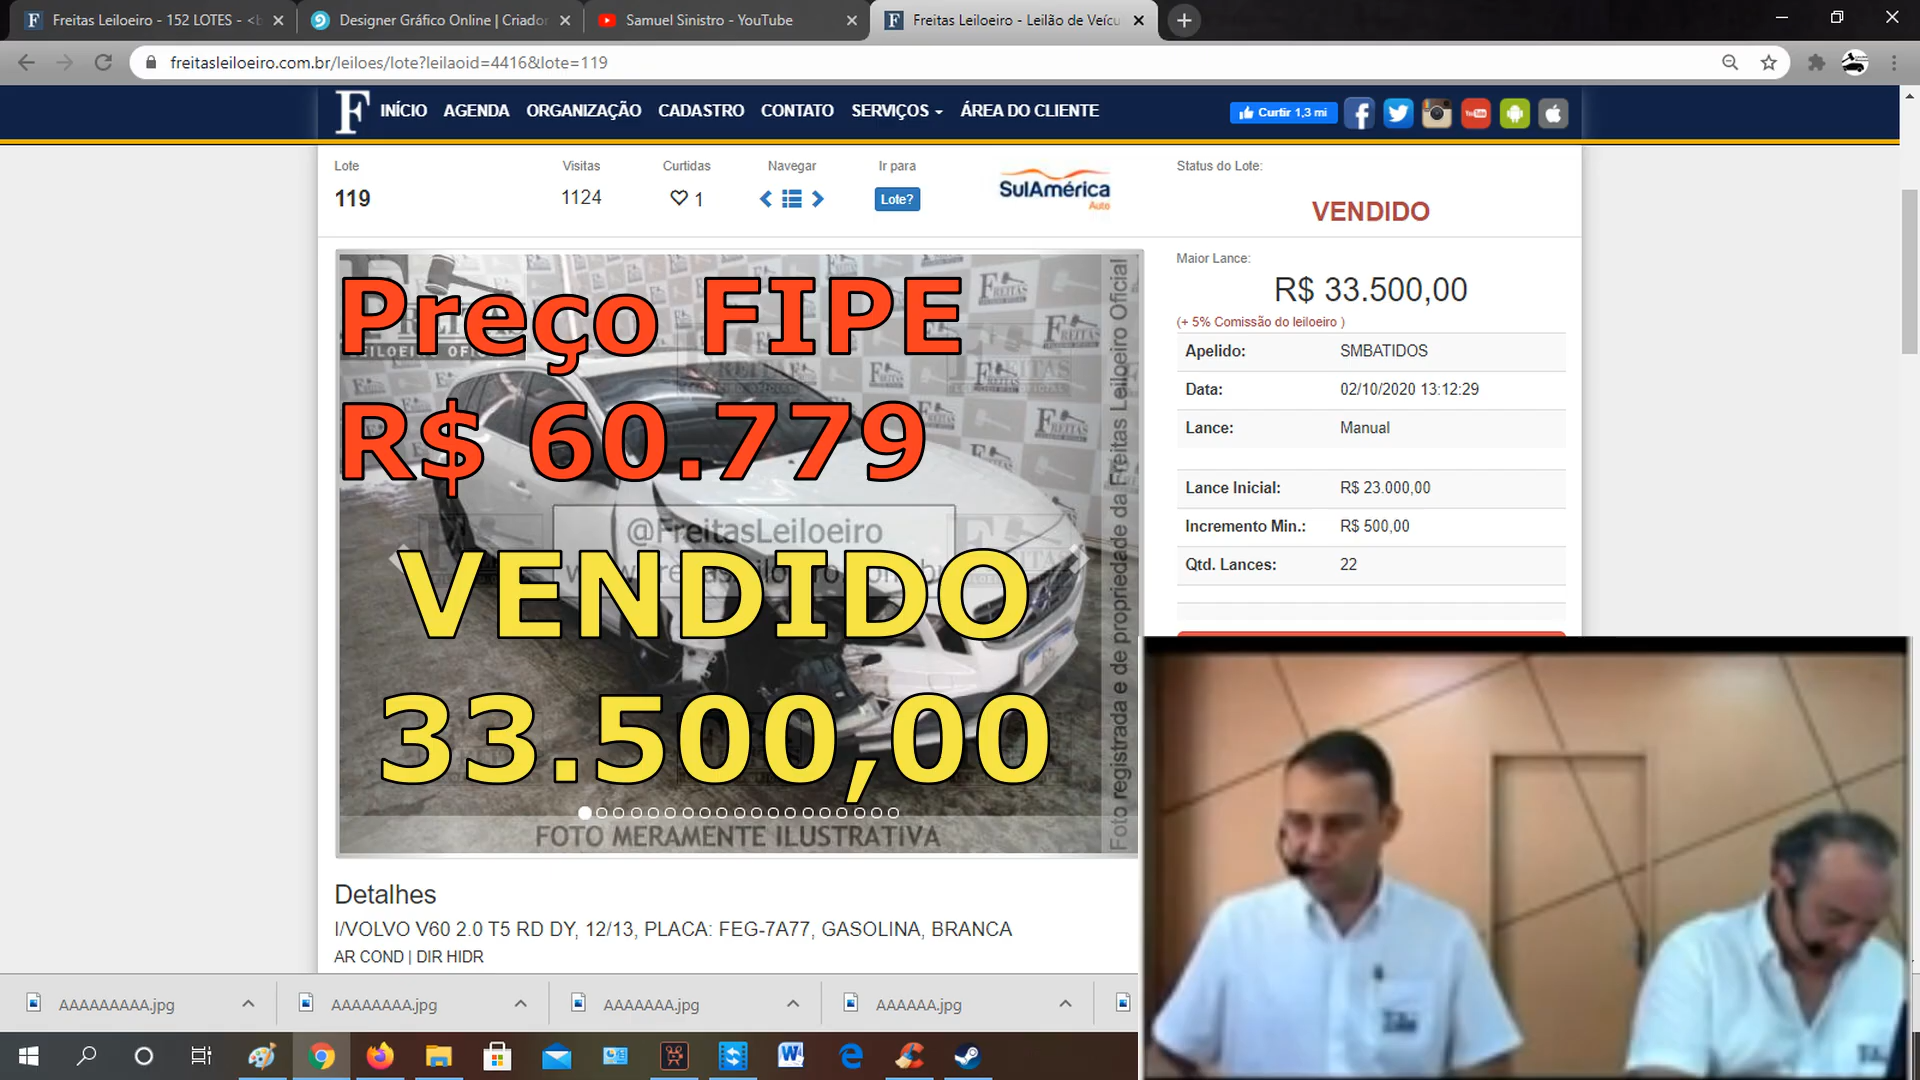 Freitas Leiloeiro - 152 LOTES - <b
Designer Gráfico Online | Criador
Samuel Sinistro - YouTube
Freitas Leiloeiro - Leilão de Veícu
freitasleiloeiro.com.br/leiloes/lote?leilaoid=4416&lote=119
F INÍCIO AGENDA ORGANIZAÇÃO CADASTRO CONTATO SERVIÇOS ÁREA DO CLIENTE
Curtir 1,3 mi
Lote Visitas Curtidas Navegar Ir para
119 1124 1 Lote?
SulAmérica
Auto
Status do Lote:
VENDIDO
Preço FIPE
R$ 60.779
@FreitasLeiloeiro
VENDIDO
33.500,00
FOTO MERAMENTE ILUSTRATIVA
Foto registrada e de propriedade da Freitas Leiloeiro Oficial
Maior Lance:
R$ 33.500,00
(+ 5% Comissão do leiloeiro )
Apelido: SMBATIDOS
Data: 02/10/2020 13:12:29
Lance: Manual
Lance Inicial: R$ 23.000,00
Incremento Min.: R$ 500,00
Qtd. Lances: 22
Detalhes
I/VOLVO V60 2.0 T5 RD DY, 12/13, PLACA: FEG-7A77, GASOLINA, BRANCA
AR COND | DIR HIDR
AAAAAAAAA.jpg
AAAAAAAA.jpg
AAAAAAA.jpg
AAAAAA.jpg